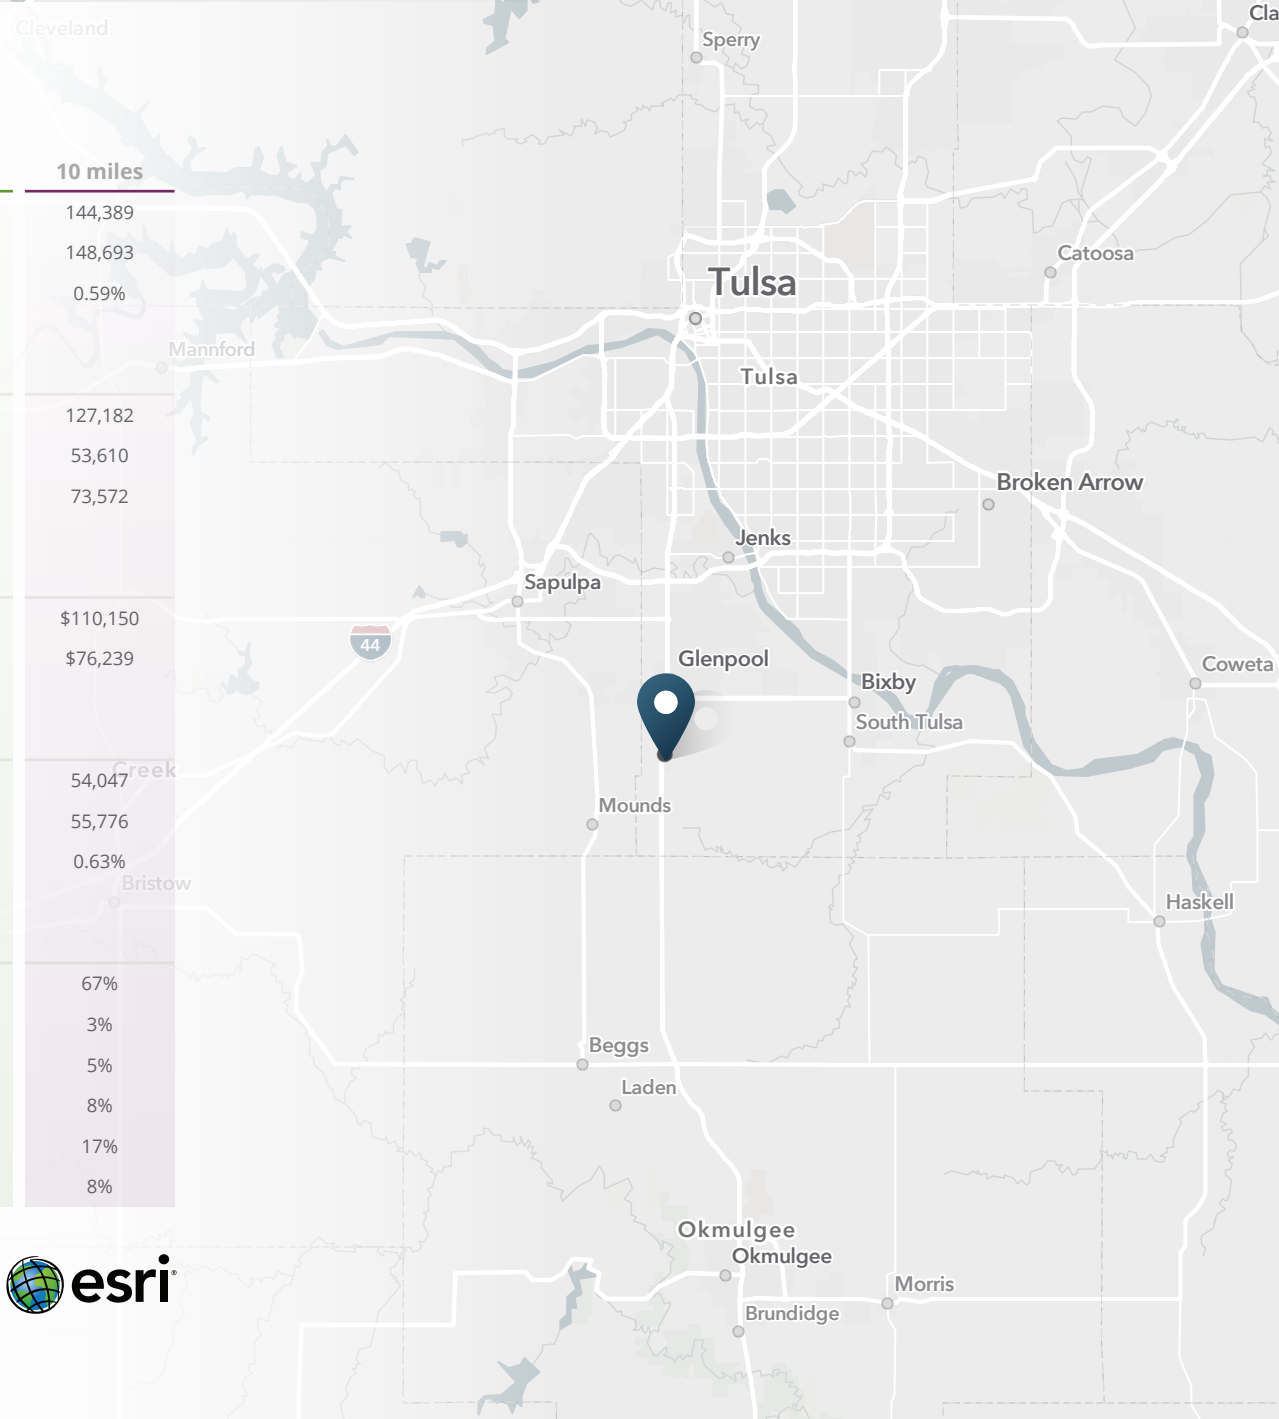 10 miles
144,389
148,693
0.59%
127,182
53,610
73,572
$110,150
$76,239
54,047
55,776
0.63%
67%
3%
5%
8%
17%
8%
esri®
Cleveland
Sperry
Cla
Tulsa
Catoosa
Mannford
Tulsa
Broken Arrow
Jenks
Sapulpa
44
Glenpool
Coweta
Bixby
South Tulsa
Creek
Mounds
Bristow
Haskell
Beggs
Laden
Okmulgee
Okmulgee
Morris
Brundidge